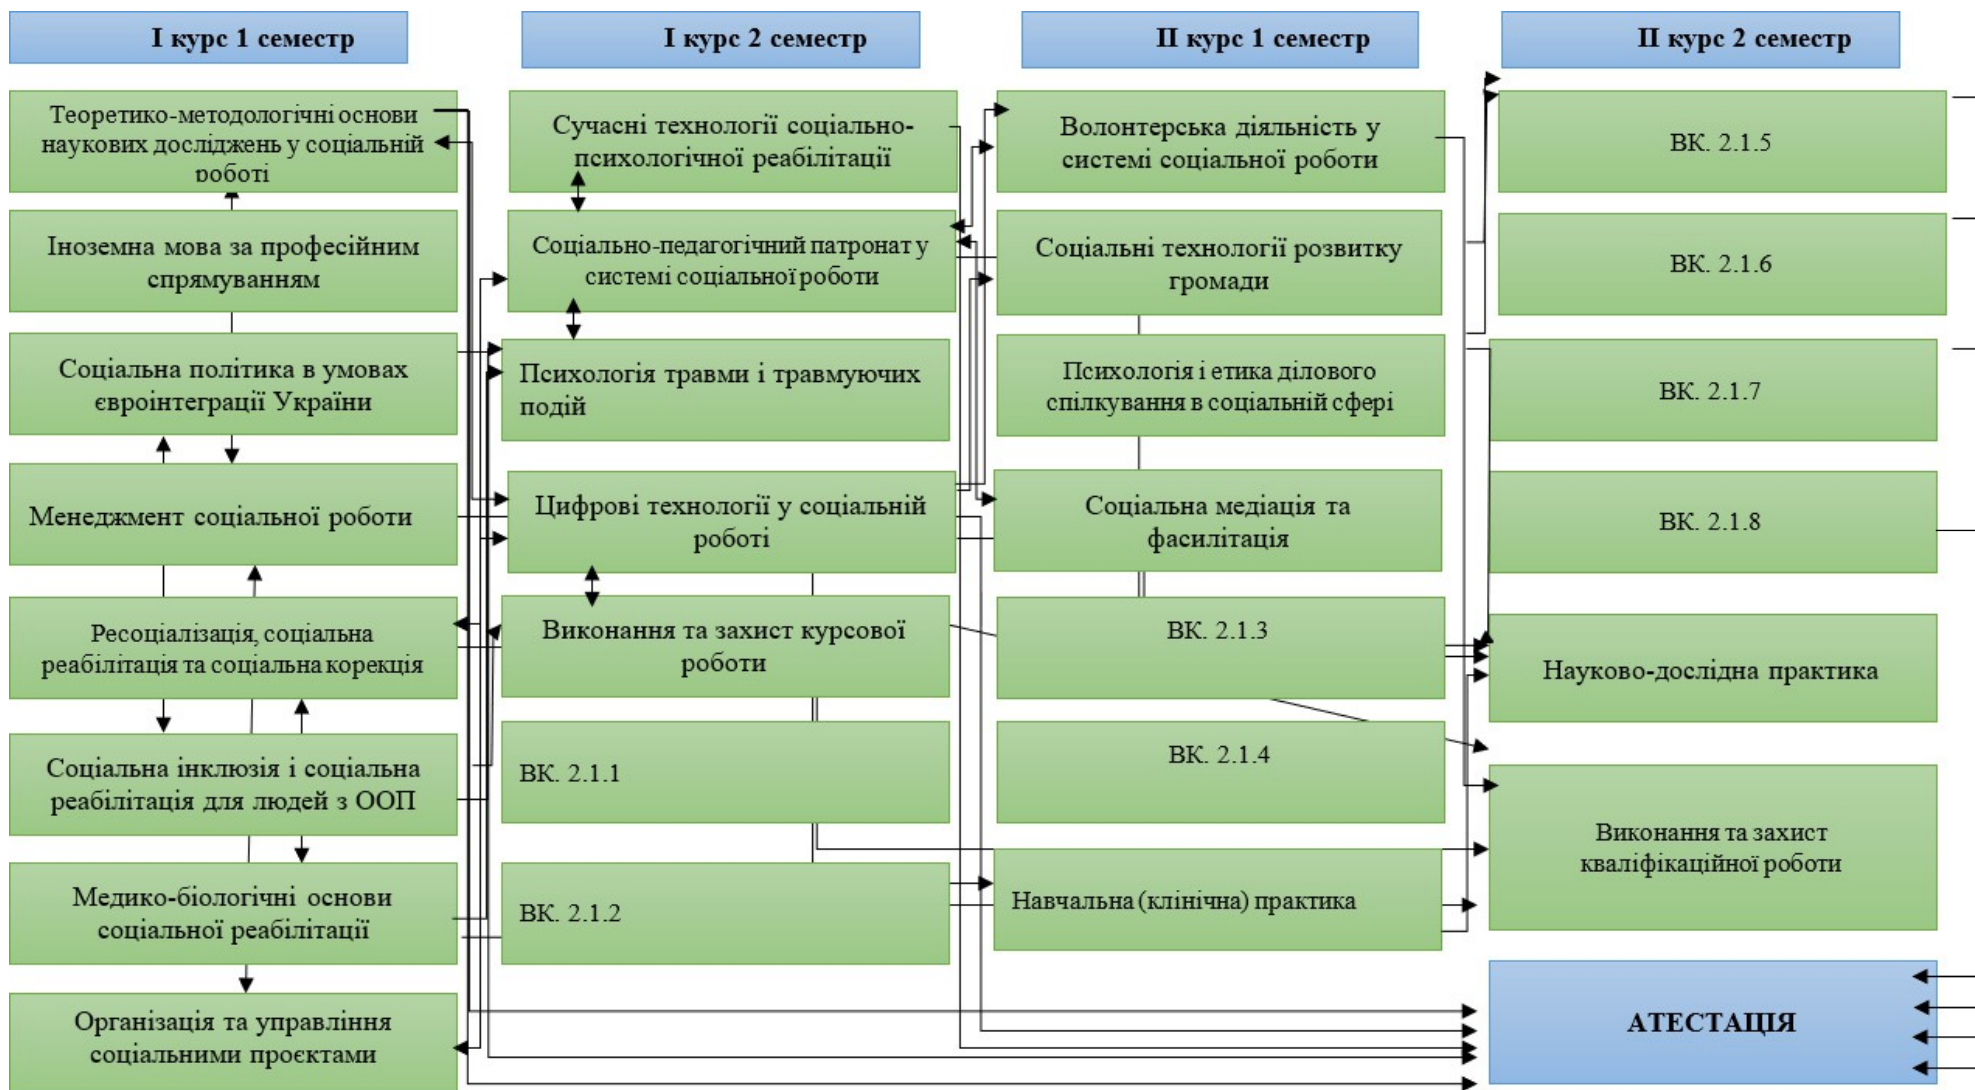 І курс 1 семестр
І курс 2 семестр
ІІ курс 1 семестр
ІІ курс 2 семестр
Теоретико-методологічні основи
наукових досліджень у соціальній
роботі
Іноземна мова за професійним
спрямуванням
Соціальна політика в умовах
євроінтеграції України
Менеджмент соціальної роботи
Ресоціалізація, соціальна
реабілітація та соціальна корекція
Соціальна інклюзія і соціальна
реабілітація для людей з ООП
Медико-біологічні основи
соціальної реабілітації
Організація та управління
соціальними проєктами
Сучасні технології соціально-
психологічної реабілітації
Соціально-педагогічний патронат у
системі соціальної роботи
Психологія травми і травмуючих
подій
Цифрові технології у соціальній
роботі
Виконання та захист курсової
роботи
ВК. 2.1.1
ВК. 2.1.2
Волонтерська діяльність у
системі соціальної роботи
Соціальні технології розвитку
громади
Психологія і етика ділового
спілкування в соціальній сфері
Соціальна медіація та
фасилітація
ВК. 2.1.3
ВК. 2.1.4
Навчальна (клінічна) практика
ВК. 2.1.5
ВК. 2.1.6
ВК. 2.1.7
ВК. 2.1.8
Науково-дослідна практика
Виконання та захист
кваліфікаційної роботи
АТЕСТАЦІЯ